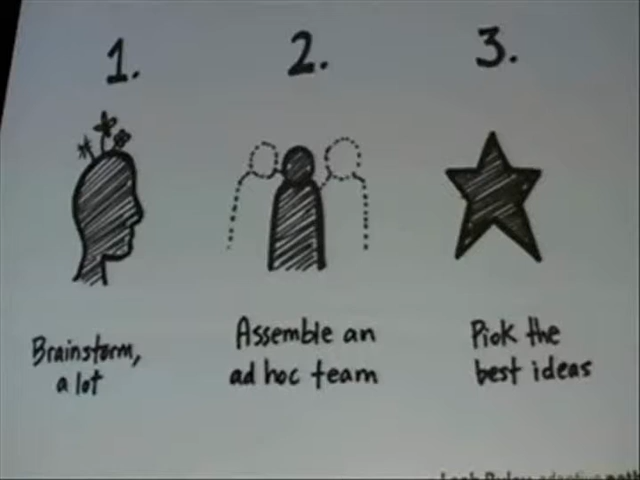 1. 2. 3.
Brainstorm,
a lot
Assemble an
ad hoc team
Pick the
best ideas